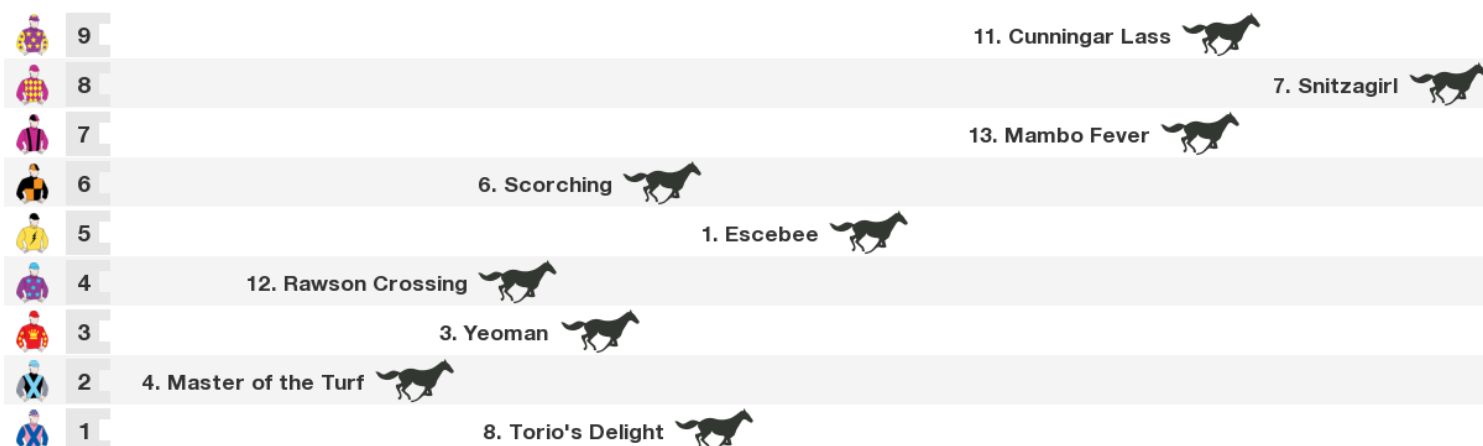 9 11. Cunningar Lass
8 7. Snitzagirl
7 13. Mambo Fever
6 6. Scorching
5 1. Escebee
4 12. Rawson Crossing
3 3. Yeoman
2 4. Master of the Turf
1 8. Torio's Delight